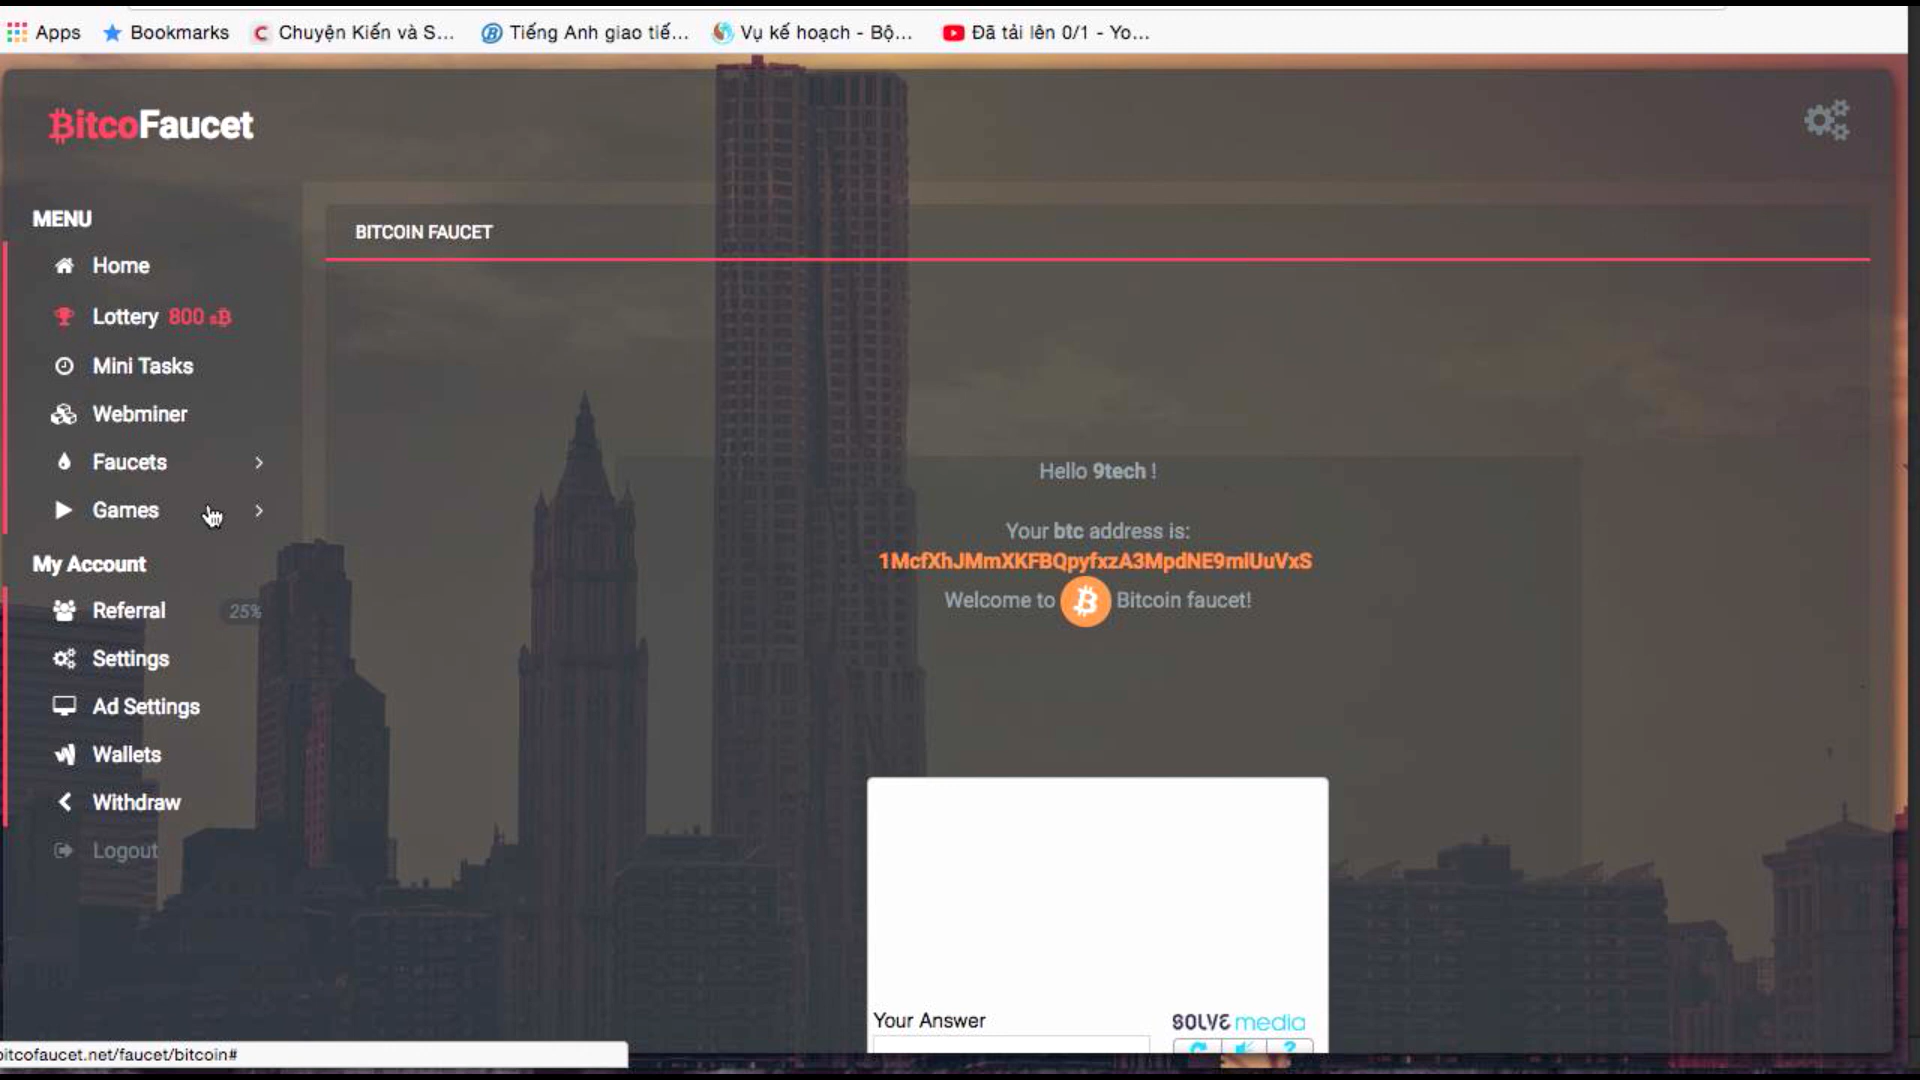 Apps Bookmarks Chuyện Kiến và S... Tiếng Anh giao tiế... Vụ kế hoạch - Bộ... Đã tải lên 0/1 - Yo...
BitcoFaucet
MENU
Home
Lottery 800
Mini Tasks
Webminer
Faucets
Games
My Account
Referral 25%
Settings
Ad Settings
Wallets
Withdraw
Logout
BITCOIN FAUCET
Hello 9tech !
Your btc address is:
1McfXhJMmXKFBQpyfxzA3MpdNE9miUuVxS
Welcome to Bitcoin faucet!
Your Answer
SOLVE media
bitcofaucet.net/faucet/bitcoin#